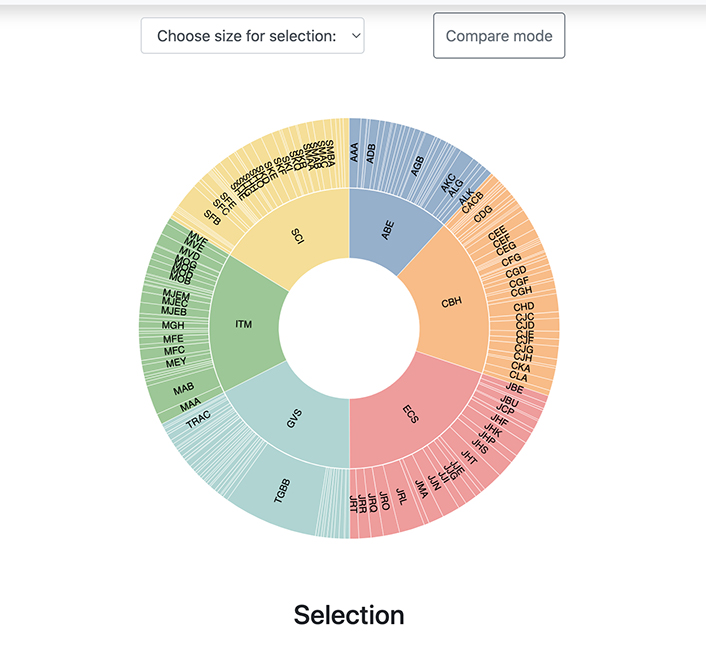 Choose size for selection:
Compare mode
AAA
ADB
AGB
AKC
ALG
ALK
CACB
CDG
CEE
CEF
CEG
CFG
CGD
CGF
CGH
CHD
CJC
CJD
CJE
CJF
CJG
CJH
CKA
CLA
JBE
JBU
JCP
JHF
JHK
JHP
JHS
JHT
JJE
JJG
JJI
JJN
JMA
JRL
JRO
JRQ
JRR
JRT
TGBB
TRAC
MAA
MAB
MEY
MFC
MFE
MGH
MJEB
MJEC
MJEM
MOB
MOD
MOG
MVD
MVE
MVF
SFB
SFC
SFE
SMAC
SMBA
ABE
CBH
ECS
GVS
ITM
SCI
Selection